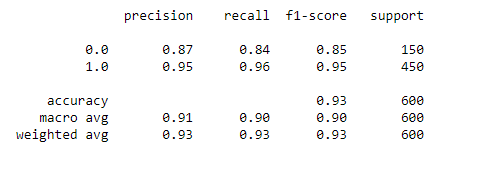 precision recall f1-score support
0.0 0.87 0.84 0.85 150
1.0 0.95 0.96 0.95 450
accuracy 0.93 600
macro avg 0.91 0.90 0.90 600
weighted avg 0.93 0.93 0.93 600